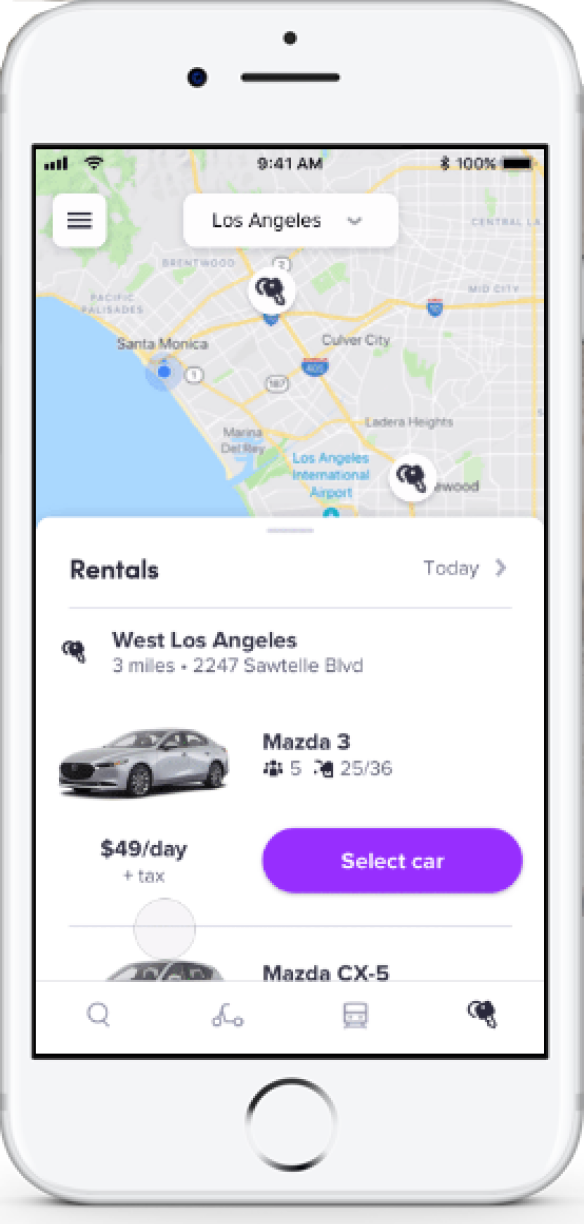 9:41 AM
100%
Los Angeles
CENTRAL LA
BRENTWOOD
2
MID CITY
PACIFIC
PALISADES
Santa Monica
Culver City
1
405
187
Ladera Heights
Marina
Del Rey
Los Angeles
International
Airport
ewood
Rentals
Today
West Los Angeles
3 miles • 2247 Sawtelle Blvd
Mazda 3
5 25/36
$49/day
+ tax
Select car
Mazda CX-5